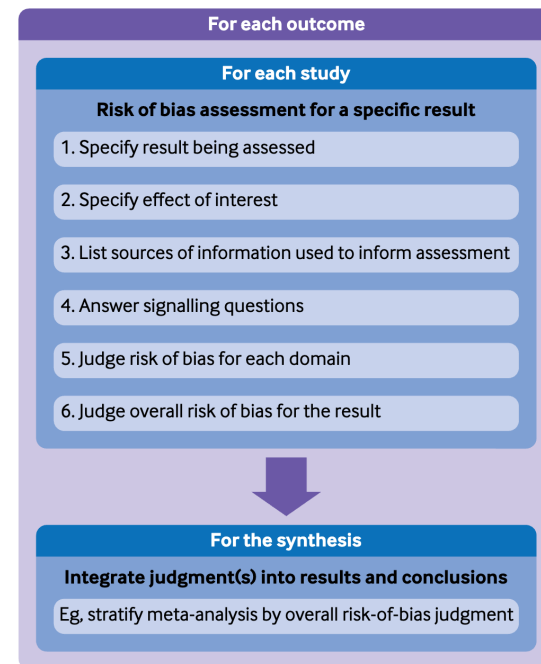 For each outcome
For each study
Risk of bias assessment for a specific result
1. Specify result being assessed
2. Specify effect of interest
3. List sources of information used to inform assessment
4. Answer signalling questions
5. Judge risk of bias for each domain
6. Judge overall risk of bias for the result
For the synthesis
Integrate judgment(s) into results and conclusions
Eg, stratify meta-analysis by overall risk-of-bias judgment